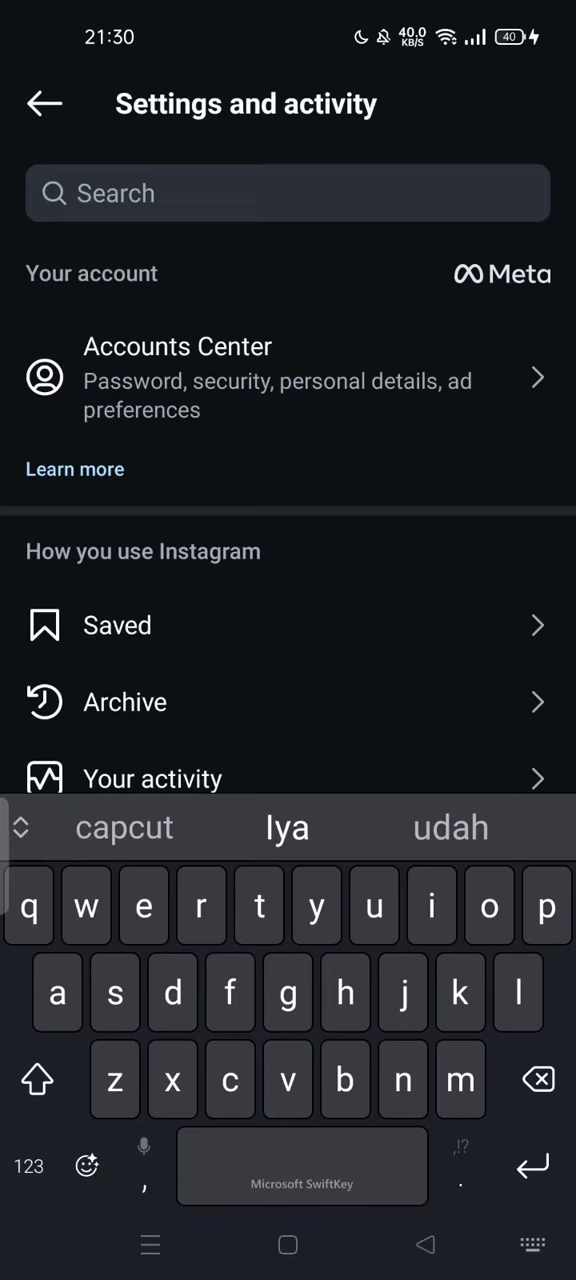 21:30
40.0
KB/S
40
Settings and activity
Search
Your account
Meta
Accounts Center
Password, security, personal details, ad
preferences
Learn more
How you use Instagram
Saved
Archive
Your activity
capcut Iya udah
q w e r t y u i o p
a s d f g h j k l
z x c v b n m
123 , Microsoft SwiftKey ,!? .